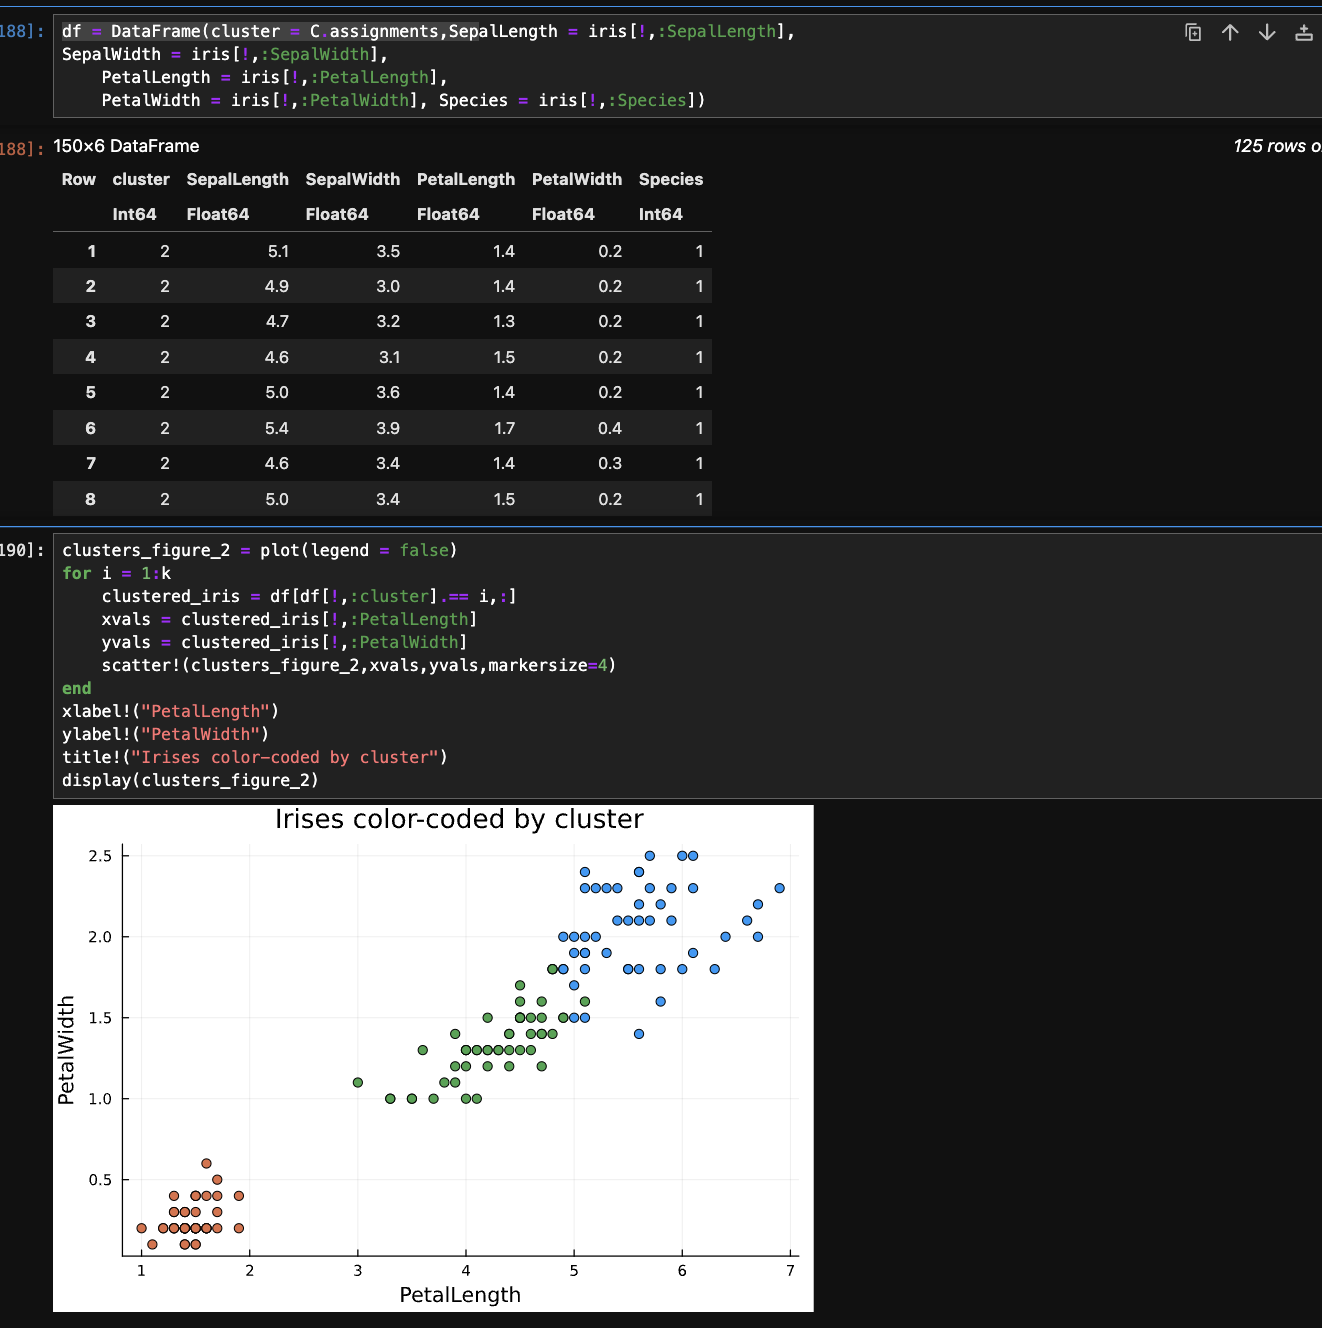 188]:
df = DataFrame(cluster = C.assignments,SepalLength = iris[!,:SepalLength],
SepalWidth = iris[!,:SepalWidth],
    PetalLength = iris[!,:PetalLength],
    PetalWidth = iris[!,:PetalWidth], Species = iris[!,:Species])
188]:
150×6 DataFrame
125 rows o
Row cluster SepalLength SepalWidth PetalLength PetalWidth Species
Int64 Float64 Float64 Float64 Float64 Int64
1 2 5.1 3.5 1.4 0.2 1
2 2 4.9 3.0 1.4 0.2 1
3 2 4.7 3.2 1.3 0.2 1
4 2 4.6 3.1 1.5 0.2 1
5 2 5.0 3.6 1.4 0.2 1
6 2 5.4 3.9 1.7 0.4 1
7 2 4.6 3.4 1.4 0.3 1
8 2 5.0 3.4 1.5 0.2 1
190]:
clusters_figure_2 = plot(legend = false)
for i = 1:k
    clustered_iris = df[df[!,:cluster].== i,:]
    xvals = clustered_iris[!,:PetalLength]
    yvals = clustered_iris[!,:PetalWidth]
    scatter!(clusters_figure_2,xvals,yvals,markersize=4)
end
xlabel!("PetalLength")
ylabel!("PetalWidth")
title!("Irises color-coded by cluster")
display(clusters_figure_2)
Irises color-coded by cluster
2.5
2.0
1.5
1.0
0.5
PetalWidth
1 2 3 4 5 6 7
PetalLength